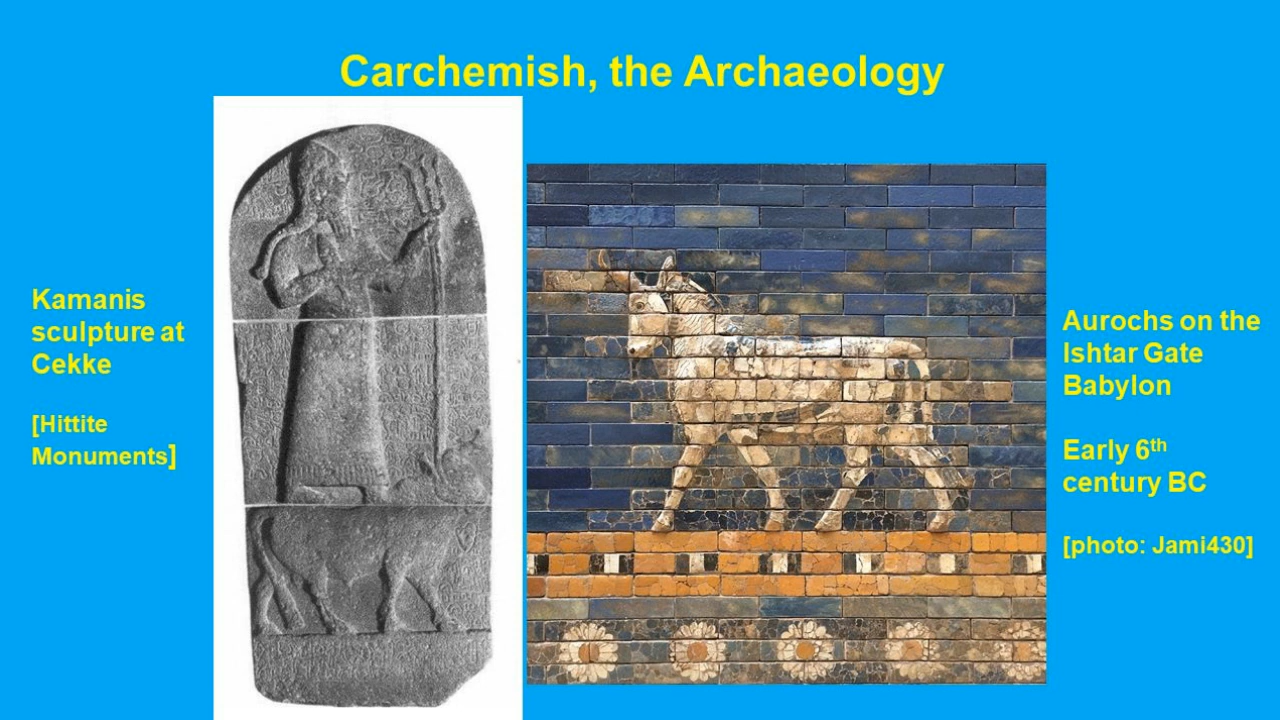 Carchemish, the Archaeology
Kamanis
sculpture at
Cekke
[Hittite
Monuments]
Aurochs on the
Ishtar Gate
Babylon
Early 6th
century BC
[photo: Jami430]